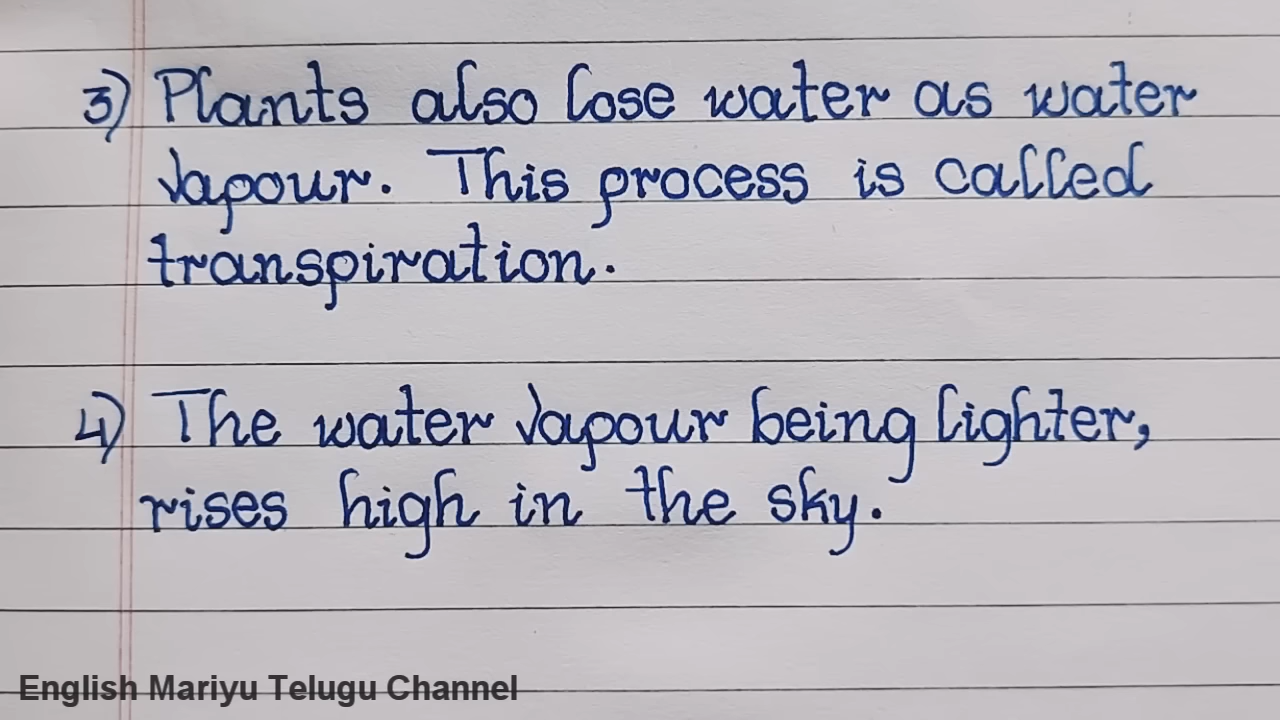 3) Plants also lose water as water
vapour. This process is called
transpiration.
4) The water vapour being lighter,
rises high in the sky.
English Mariyu Telugu Channel